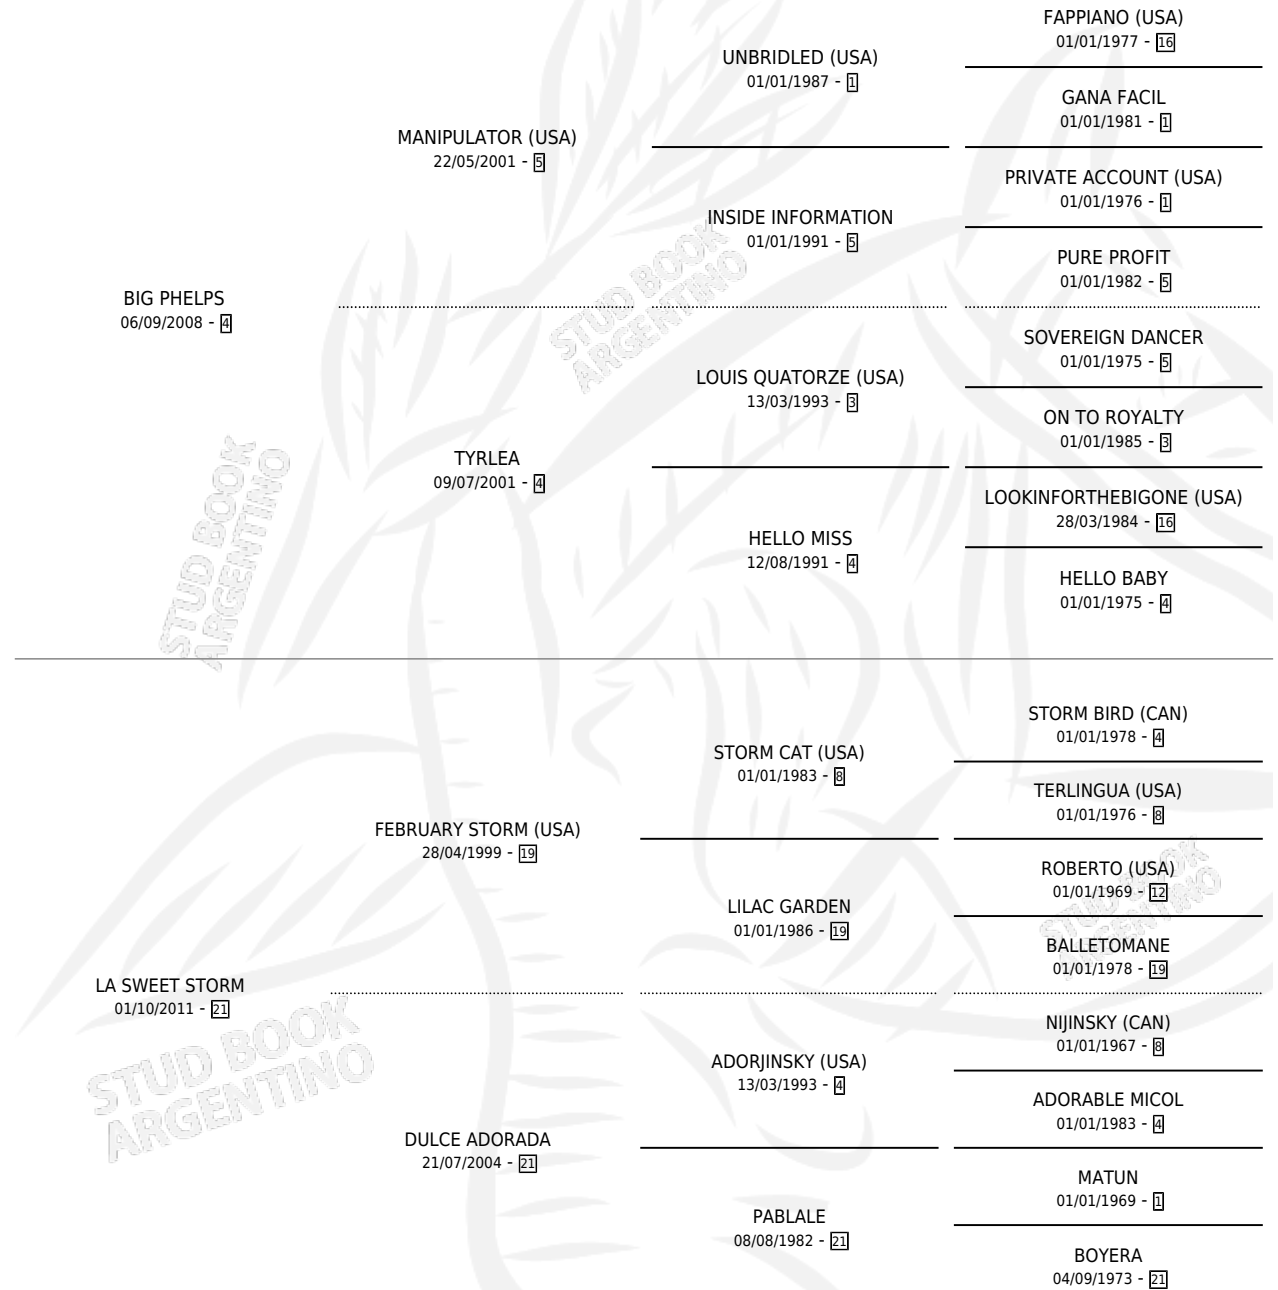 FAPPIANO (USA)
01/01/1977 - 16
UNBRIDLED (USA)
01/01/1987 - 1
GANA FACIL
01/01/1981 - 1
MANIPULATOR (USA)
22/05/2001 - 5
PRIVATE ACCOUNT (USA)
01/01/1976 - 1
INSIDE INFORMATION
01/01/1991 - 5
PURE PROFIT
01/01/1982 - 5
BIG PHELPS
06/09/2008 - 4
SOVEREIGN DANCER
01/01/1975 - 5
LOUIS QUATORZE (USA)
13/03/1993 - 3
ON TO ROYALTY
01/01/1985 - 3
TYRLEA
09/07/2001 - 4
LOOKINFORTHEBIGONE (USA)
28/03/1984 - 16
HELLO MISS
12/08/1991 - 4
HELLO BABY
01/01/1975 - 4
STORM BIRD (CAN)
01/01/1978 - 4
STORM CAT (USA)
01/01/1983 - 8
TERLINGUA (USA)
01/01/1976 - 8
FEBRUARY STORM (USA)
28/04/1999 - 19
ROBERTO (USA)
01/01/1969 - 12
LILAC GARDEN
01/01/1986 - 19
BALLETOMANE
01/01/1978 - 19
LA SWEET STORM
01/10/2011 - 21
NIJINSKY (CAN)
01/01/1967 - 8
ADORJINSKY (USA)
13/03/1993 - 4
ADORABLE MICOL
01/01/1983 - 4
DULCE ADORADA
21/07/2004 - 21
MATUN
01/01/1969 - 1
PABLALE
08/08/1982 - 21
BOYERA
04/09/1973 - 21
STUD BOOK
ARGENTINO
STUD BOOK
ARGENTINO
STUD BOOK
ARGENTINO
STUD BOOK
ARGENTINO